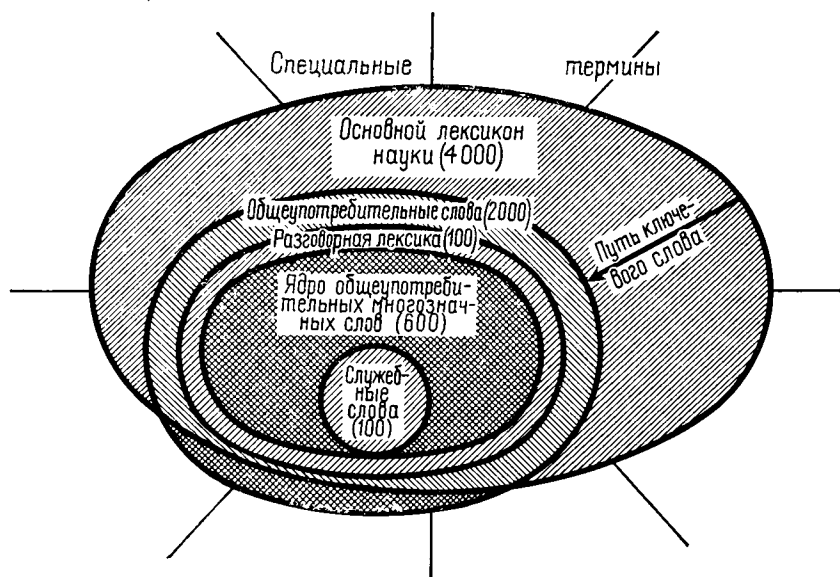 Специальные термины
Основной лексикон
науки (4000)
Общеупотребительные слова (2000)
Разговорная лексика (100)
Путь ключе-
вого слова
Ядро общеупотреби-
тельных многознач-
ных слов (600)
Служеб-
ные
слова
(100)